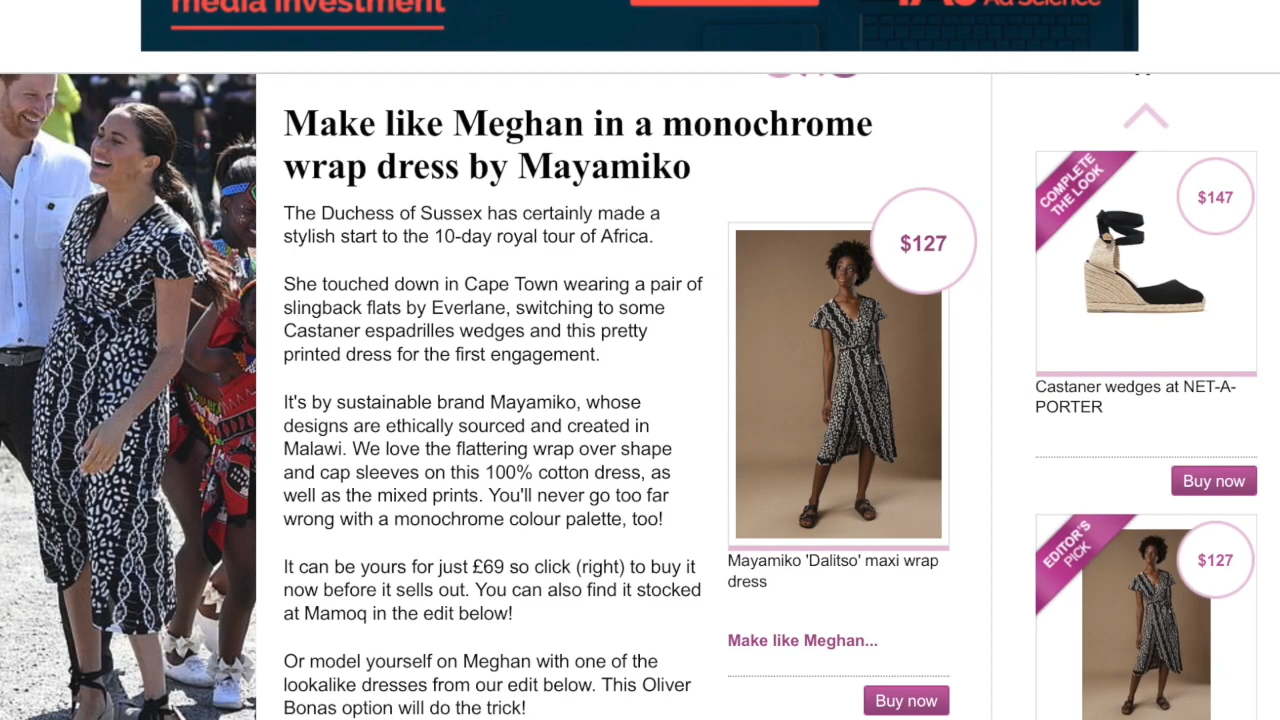 media investment
Ad Science
Make like Meghan in a monochrome
wrap dress by Mayamiko
The Duchess of Sussex has certainly made a
stylish start to the 10-day royal tour of Africa.
She touched down in Cape Town wearing a pair of
slingback flats by Everlane, switching to some
Castaner espadrilles wedges and this pretty
printed dress for the first engagement.
It's by sustainable brand Mayamiko, whose
designs are ethically sourced and created in
Malawi. We love the flattering wrap over shape
and cap sleeves on this 100% cotton dress, as
well as the mixed prints. You'll never go too far
wrong with a monochrome colour palette, too!
It can be yours for just £69 so click (right) to buy it
now before it sells out. You can also find it stocked
at Mamoq in the edit below!
Or model yourself on Meghan with one of the
lookalike dresses from our edit below. This Oliver
Bonas option will do the trick!
$127
Mayamiko 'Dalitso' maxi wrap
dress
Make like Meghan...
Buy now
COMPLETE
THE LOOK
$147
Castaner wedges at NET-A-
PORTER
Buy now
EDITOR'S
PICK
$127